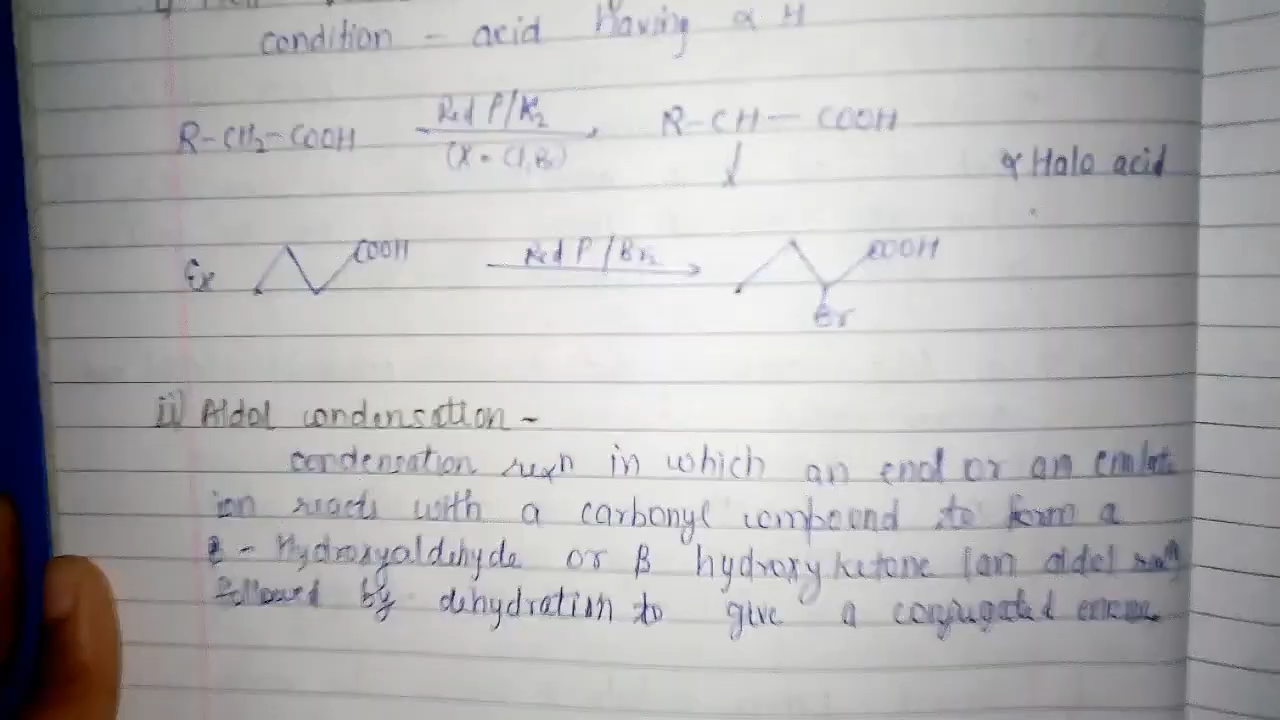 condition - acid Having α H
R-CH2-COOH Red P/X2 R-CH-COOH
(X = Cl, Br)
α Halo acid
Ex COOH Red P/Br2 COOH
Br
ii) Aldol condensation -
condensation rexn in which an enol or an enolate
ion reacts with a carbonyl compound to form a
β - Hydroxyaldehyde or β hydroxy ketone (an aldol
followed by dehydration to give a conjugated enone